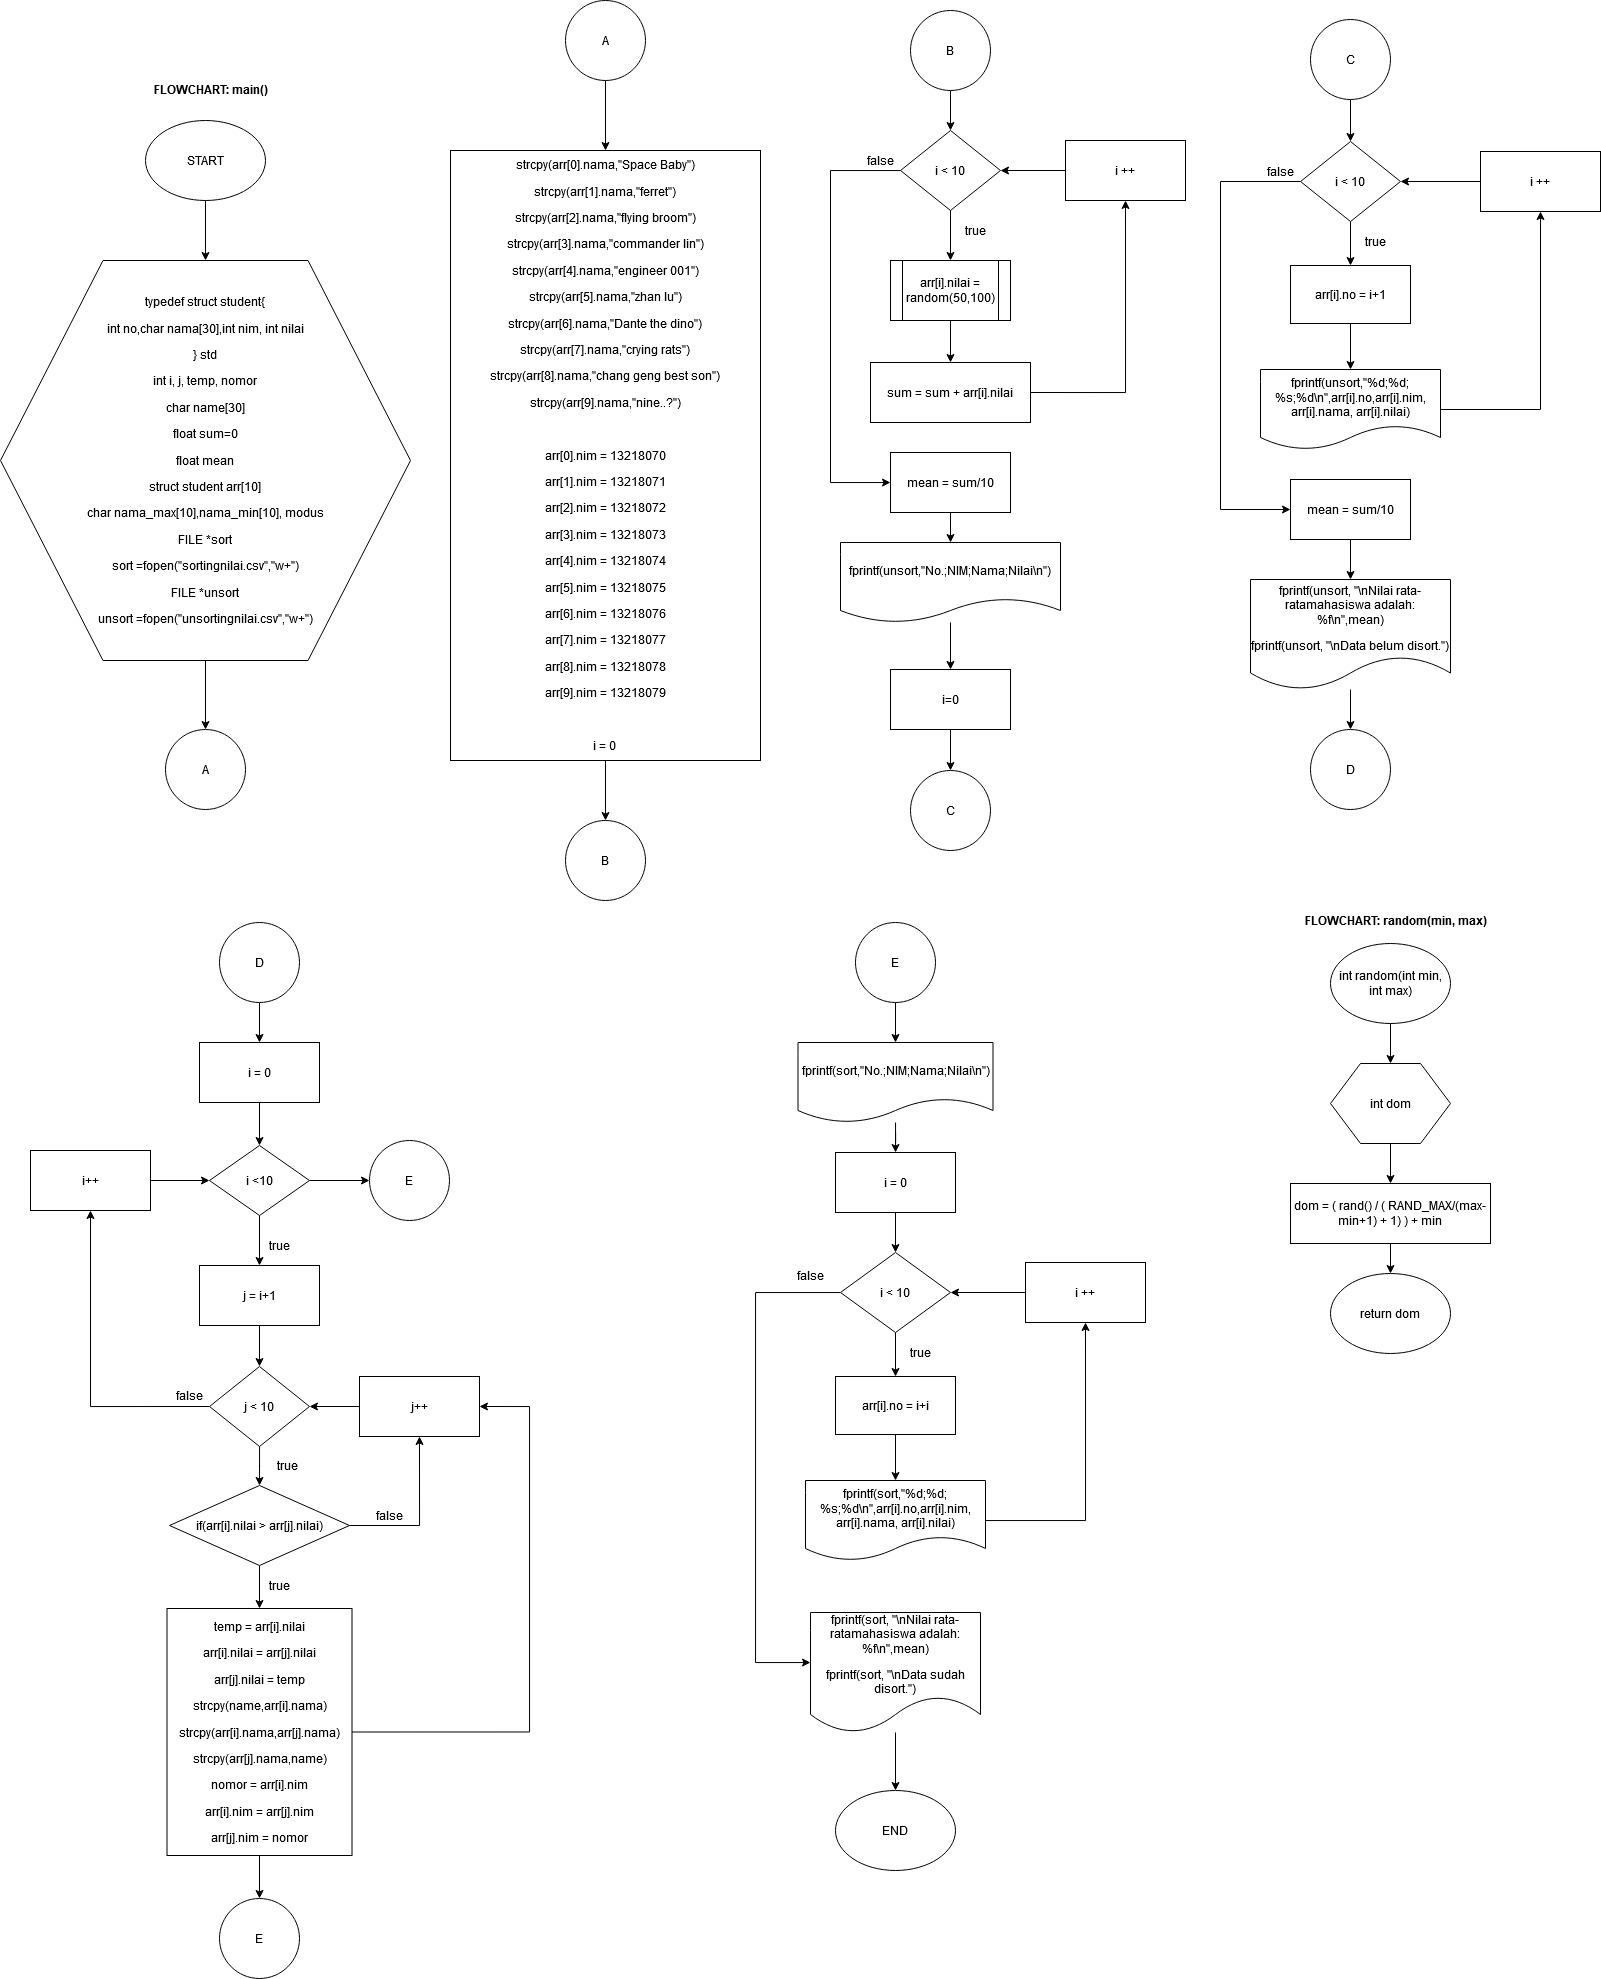 FLOWCHART: main()
START
typedef struct student{
int no,char nama[30],int nim, int nilai
} std
int i, j, temp, nomor
char name[30]
float sum=0
float mean
struct student arr[10]
char nama_max[10],nama_min[10], modus
FILE *sort
sort =fopen("sortingnilai.csv","w+")
FILE *unsort
unsort =fopen("unsortingnilai.csv","w+")
A
A
strcpy(arr[0].nama,"Space Baby")
strcpy(arr[1].nama,"ferret")
strcpy(arr[2].nama,"flying broom")
strcpy(arr[3].nama,"commander lin")
strcpy(arr[4].nama,"engineer 001")
strcpy(arr[5].nama,"zhan lu")
strcpy(arr[6].nama,"Dante the dino")
strcpy(arr[7].nama,"crying rats")
strcpy(arr[8].nama,"chang geng best son")
strcpy(arr[9].nama,"nine..?")
arr[0].nim = 13218070
arr[1].nim = 13218071
arr[2].nim = 13218072
arr[3].nim = 13218073
arr[4].nim = 13218074
arr[5].nim = 13218075
arr[6].nim = 13218076
arr[7].nim = 13218077
arr[8].nim = 13218078
arr[9].nim = 13218079
i = 0
B
B
false
i < 10
i ++
true
arr[i].nilai =
random(50,100)
sum = sum + arr[i].nilai
mean = sum/10
fprintf(unsort,"No.;NIM;Nama;Nilai\n")
i=0
C
C
false
i < 10
i ++
true
arr[i].no = i+1
fprintf(unsort,"%d;%d;
%s;%d\n",arr[i].no,arr[i].nim,
arr[i].nama, arr[i].nilai)
mean = sum/10
fprintf(unsort, "\nNilai rata-
ratamahasiswa adalah:
%f\n",mean)
fprintf(unsort, "\nData belum disort.")
D
D
i = 0
i++
i <10
E
true
j = i+1
false
j < 10
j++
true
if(arr[i].nilai > arr[j].nilai)
false
true
temp = arr[i].nilai
arr[i].nilai = arr[j].nilai
arr[j].nilai = temp
strcpy(name,arr[i].nama)
strcpy(arr[i].nama,arr[j].nama)
strcpy(arr[j].nama,name)
nomor = arr[i].nim
arr[i].nim = arr[j].nim
arr[j].nim = nomor
E
E
fprintf(sort,"No.;NIM;Nama;Nilai\n")
i = 0
false
i < 10
i ++
true
arr[i].no = i+i
fprintf(sort,"%d;%d;
%s;%d\n",arr[i].no,arr[i].nim,
arr[i].nama, arr[i].nilai)
fprintf(sort, "\nNilai rata-
ratamahasiswa adalah:
%f\n",mean)
fprintf(sort, "\nData sudah
disort.")
END
FLOWCHART: random(min, max)
int random(int min,
int max)
int dom
dom = ( rand() / ( RAND_MAX/(max-
min+1) + 1) ) + min
return dom